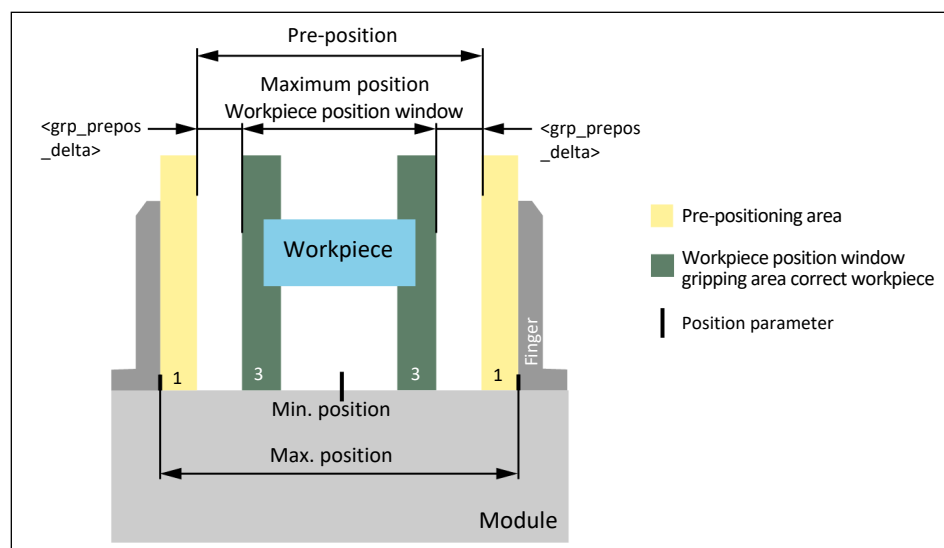 Pre-position
Maximum position
Workpiece position window
<grp_prepos
_delta>
<grp_prepos
_delta>
Workpiece
Finger
1
3
3
1
Min. position
Max. position
Module
Pre-positioning area
Workpiece position window
gripping area correct workpiece
Position parameter